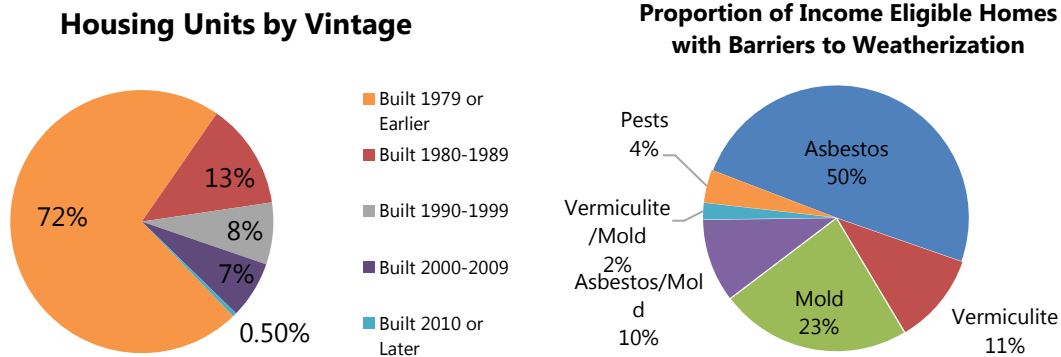 Housing Units by Vintage
72%
13%
8%
7%
0.50%
Built 1979 or
Earlier
Built 1980-1989
Built 1990-1999
Built 2000-2009
Built 2010 or
Later
Proportion of Income Eligible Homes
with Barriers to Weatherization
Pests
4%
Asbestos
50%
Vermiculite
/Mold
2%
Asbestos/Mol
d
10%
Mold
23%
Vermiculite
11%